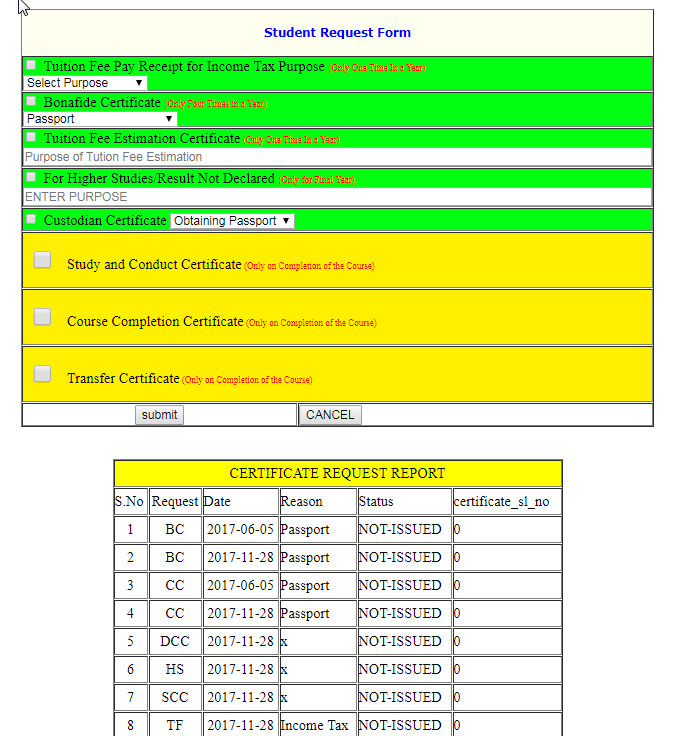 Student Request Form
Tuition Fee Pay Receipt for Income Tax Purpose (Only One Time In a Year)
Select Purpose
Bonafide Certificate (Only Four Times in a Year)
Passport
Tuition Fee Estimation Certificate (Only One Time In a Year)
Purpose of Tution Fee Estimation
For Higher Studies/Result Not Declared (Only for Final Year)
ENTER PURPOSE
Custodian Certificate Obtaining Passport
Study and Conduct Certificate (Only on Completion of the Course)
Course Completion Certificate (Only on Completion of the Course)
Transfer Certificate (Only on Completion of the Course)
submit CANCEL
CERTIFICATE REQUEST REPORT
S.No Request Date Reason Status certificate_sl_no
1 BC 2017-06-05 Passport NOT-ISSUED 0
2 BC 2017-11-28 Passport NOT-ISSUED 0
3 CC 2017-06-05 Passport NOT-ISSUED 0
4 CC 2017-11-28 Passport NOT-ISSUED 0
5 DCC 2017-11-28 x NOT-ISSUED 0
6 HS 2017-11-28 x NOT-ISSUED 0
7 SCC 2017-11-28 x NOT-ISSUED 0
8 TF 2017-11-28 Income Tax NOT-ISSUED 0